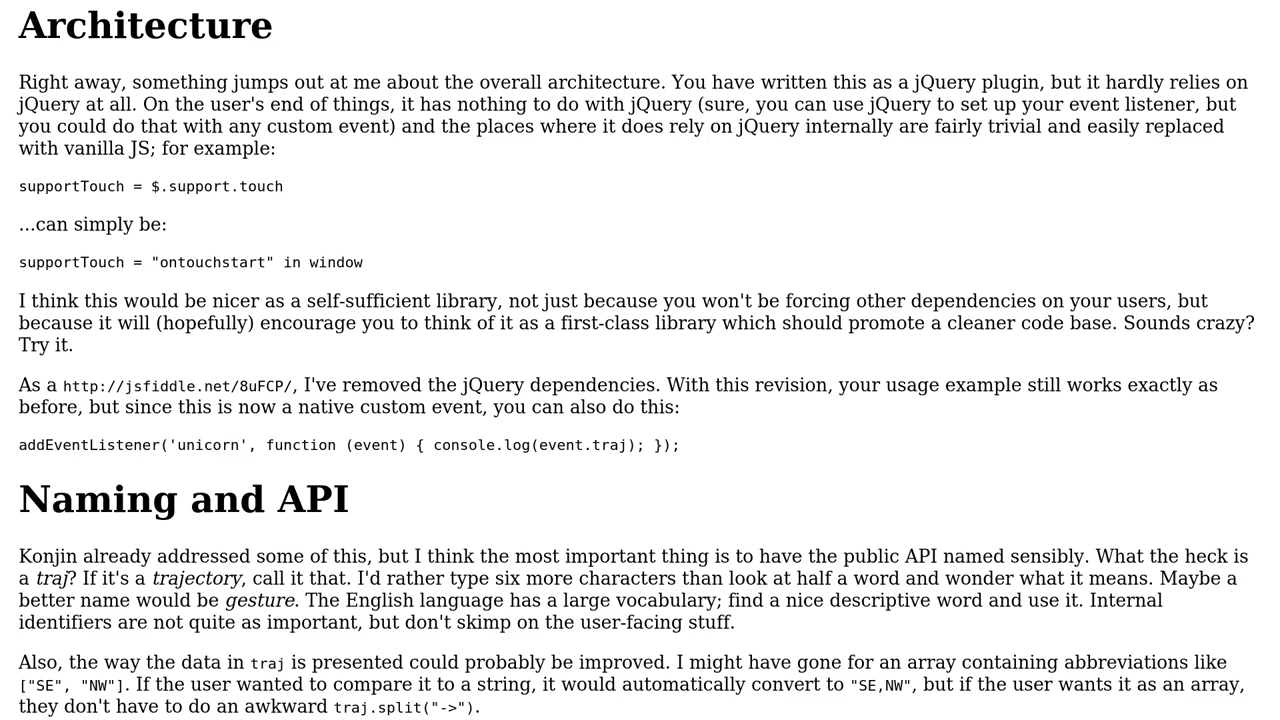 Architecture
Right away, something jumps out at me about the overall architecture. You have written this as a jQuery plugin, but it hardly relies on
jQuery at all. On the user's end of things, it has nothing to do with jQuery (sure, you can use jQuery to set up your event listener, but
you could do that with any custom event) and the places where it does rely on jQuery internally are fairly trivial and easily replaced
with vanilla JS; for example:
supportTouch = $.support.touch
...can simply be:
supportTouch = "ontouchstart" in window
I think this would be nicer as a self-sufficient library, not just because you won't be forcing other dependencies on your users, but
because it will (hopefully) encourage you to think of it as a first-class library which should promote a cleaner code base. Sounds crazy?
Try it.
As a http://jsfiddle.net/8uFCP/, I've removed the jQuery dependencies. With this revision, your usage example still works exactly as
before, but since this is now a native custom event, you can also do this:
addEventListener('unicorn', function (event) { console.log(event.traj); });
Naming and API
Konjin already addressed some of this, but I think the most important thing is to have the public API named sensibly. What the heck is
a traj? If it's a trajectory, call it that. I'd rather type six more characters than look at half a word and wonder what it means. Maybe a
better name would be gesture. The English language has a large vocabulary; find a nice descriptive word and use it. Internal
identifiers are not quite as important, but don't skimp on the user-facing stuff.
Also, the way the data in traj is presented could probably be improved. I might have gone for an array containing abbreviations like
["SE", "NW"]. If the user wanted to compare it to a string, it would automatically convert to "SE,NW", but if the user wants it as an array,
they don't have to do an awkward traj.split("->").